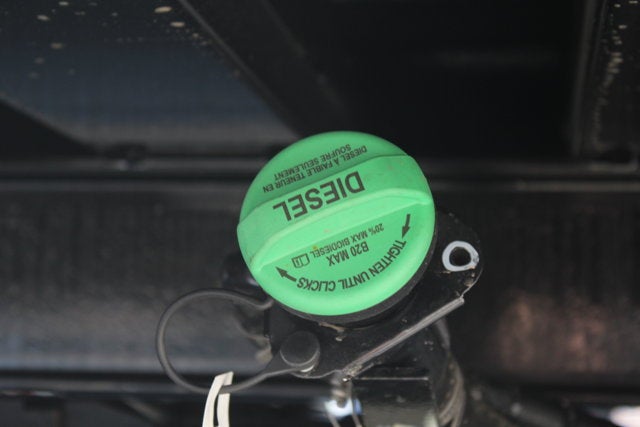 DIESEL À FAIBLE TENEUR EN
SOUFRE SEULEMENT
DIESEL
B20 MAX
20% MAX BIODIESEL
TIGHTEN UNTIL CLICKS